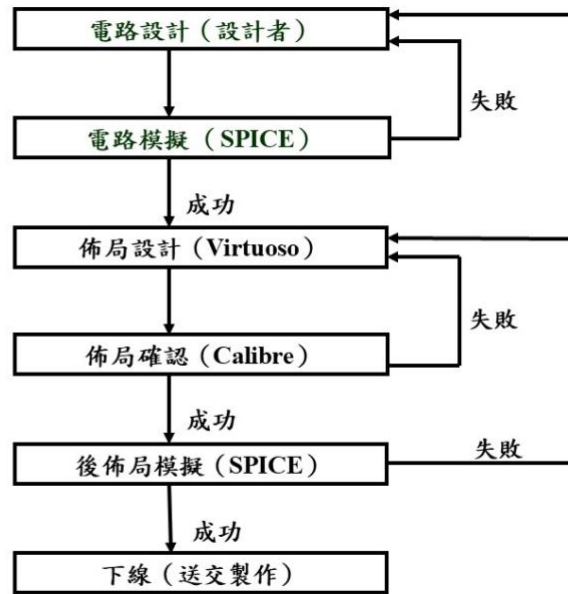 電路設計（設計者）
失敗
電路模擬（SPICE）
成功
佈局設計（Virtuoso）
失敗
佈局確認（Calibre）
成功
後佈局模擬（SPICE）
失敗
成功
下線（送交製作）